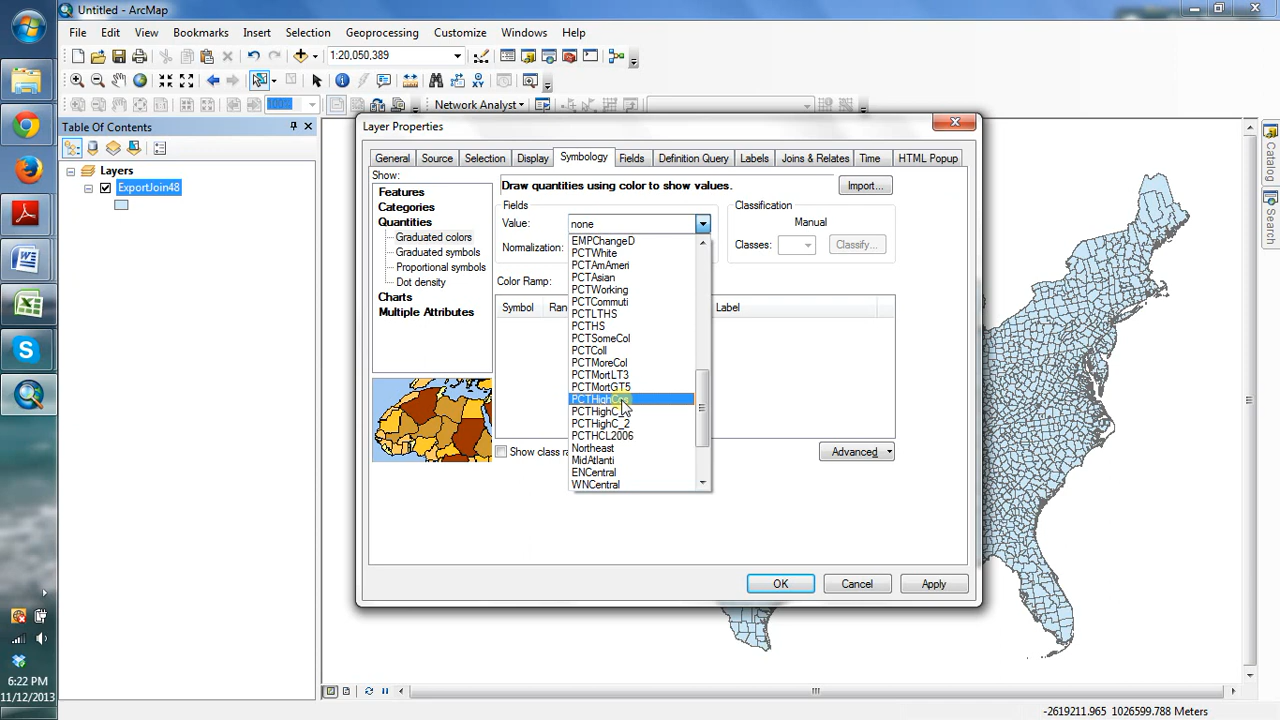 Untitled - ArcMap
File Edit View Bookmarks Insert Selection Geoprocessing Customize Windows Help
1:20,050,389
100%
Network Analyst
Table Of Contents
Layers
ExportJoin48
Layer Properties
General Source Selection Display Symbology Fields Definition Query Labels Joins & Relates Time HTML Popup
Show:
Features
Categories
Quantities
Graduated colors
Graduated symbols
Proportional symbols
Dot density
Charts
Multiple Attributes
Draw quantities using color to show values.
Import...
Fields
Value: none
Normalization:
Classification
Manual
Classes:
Classify...
Color Ramp:
Symbol Ran Label
EMPChangeD
PCTWhite
PCTAmAmeri
PCTAsian
PCTWorking
PCTCommuti
PCTLTHS
PCTHS
PCTSomeCol
PCTColl
PCTMoreCol
PCTMortLT3
PCTMortGT5
PCTHighC_2
PCTHCL2006
Northeast
MidAtlanti
ENCentral
WNCentral
Show class ra
Advanced
OK Cancel Apply
Catalog
Search
6:22 PM
11/12/2013
-2619211.965 1026599.788 Meters